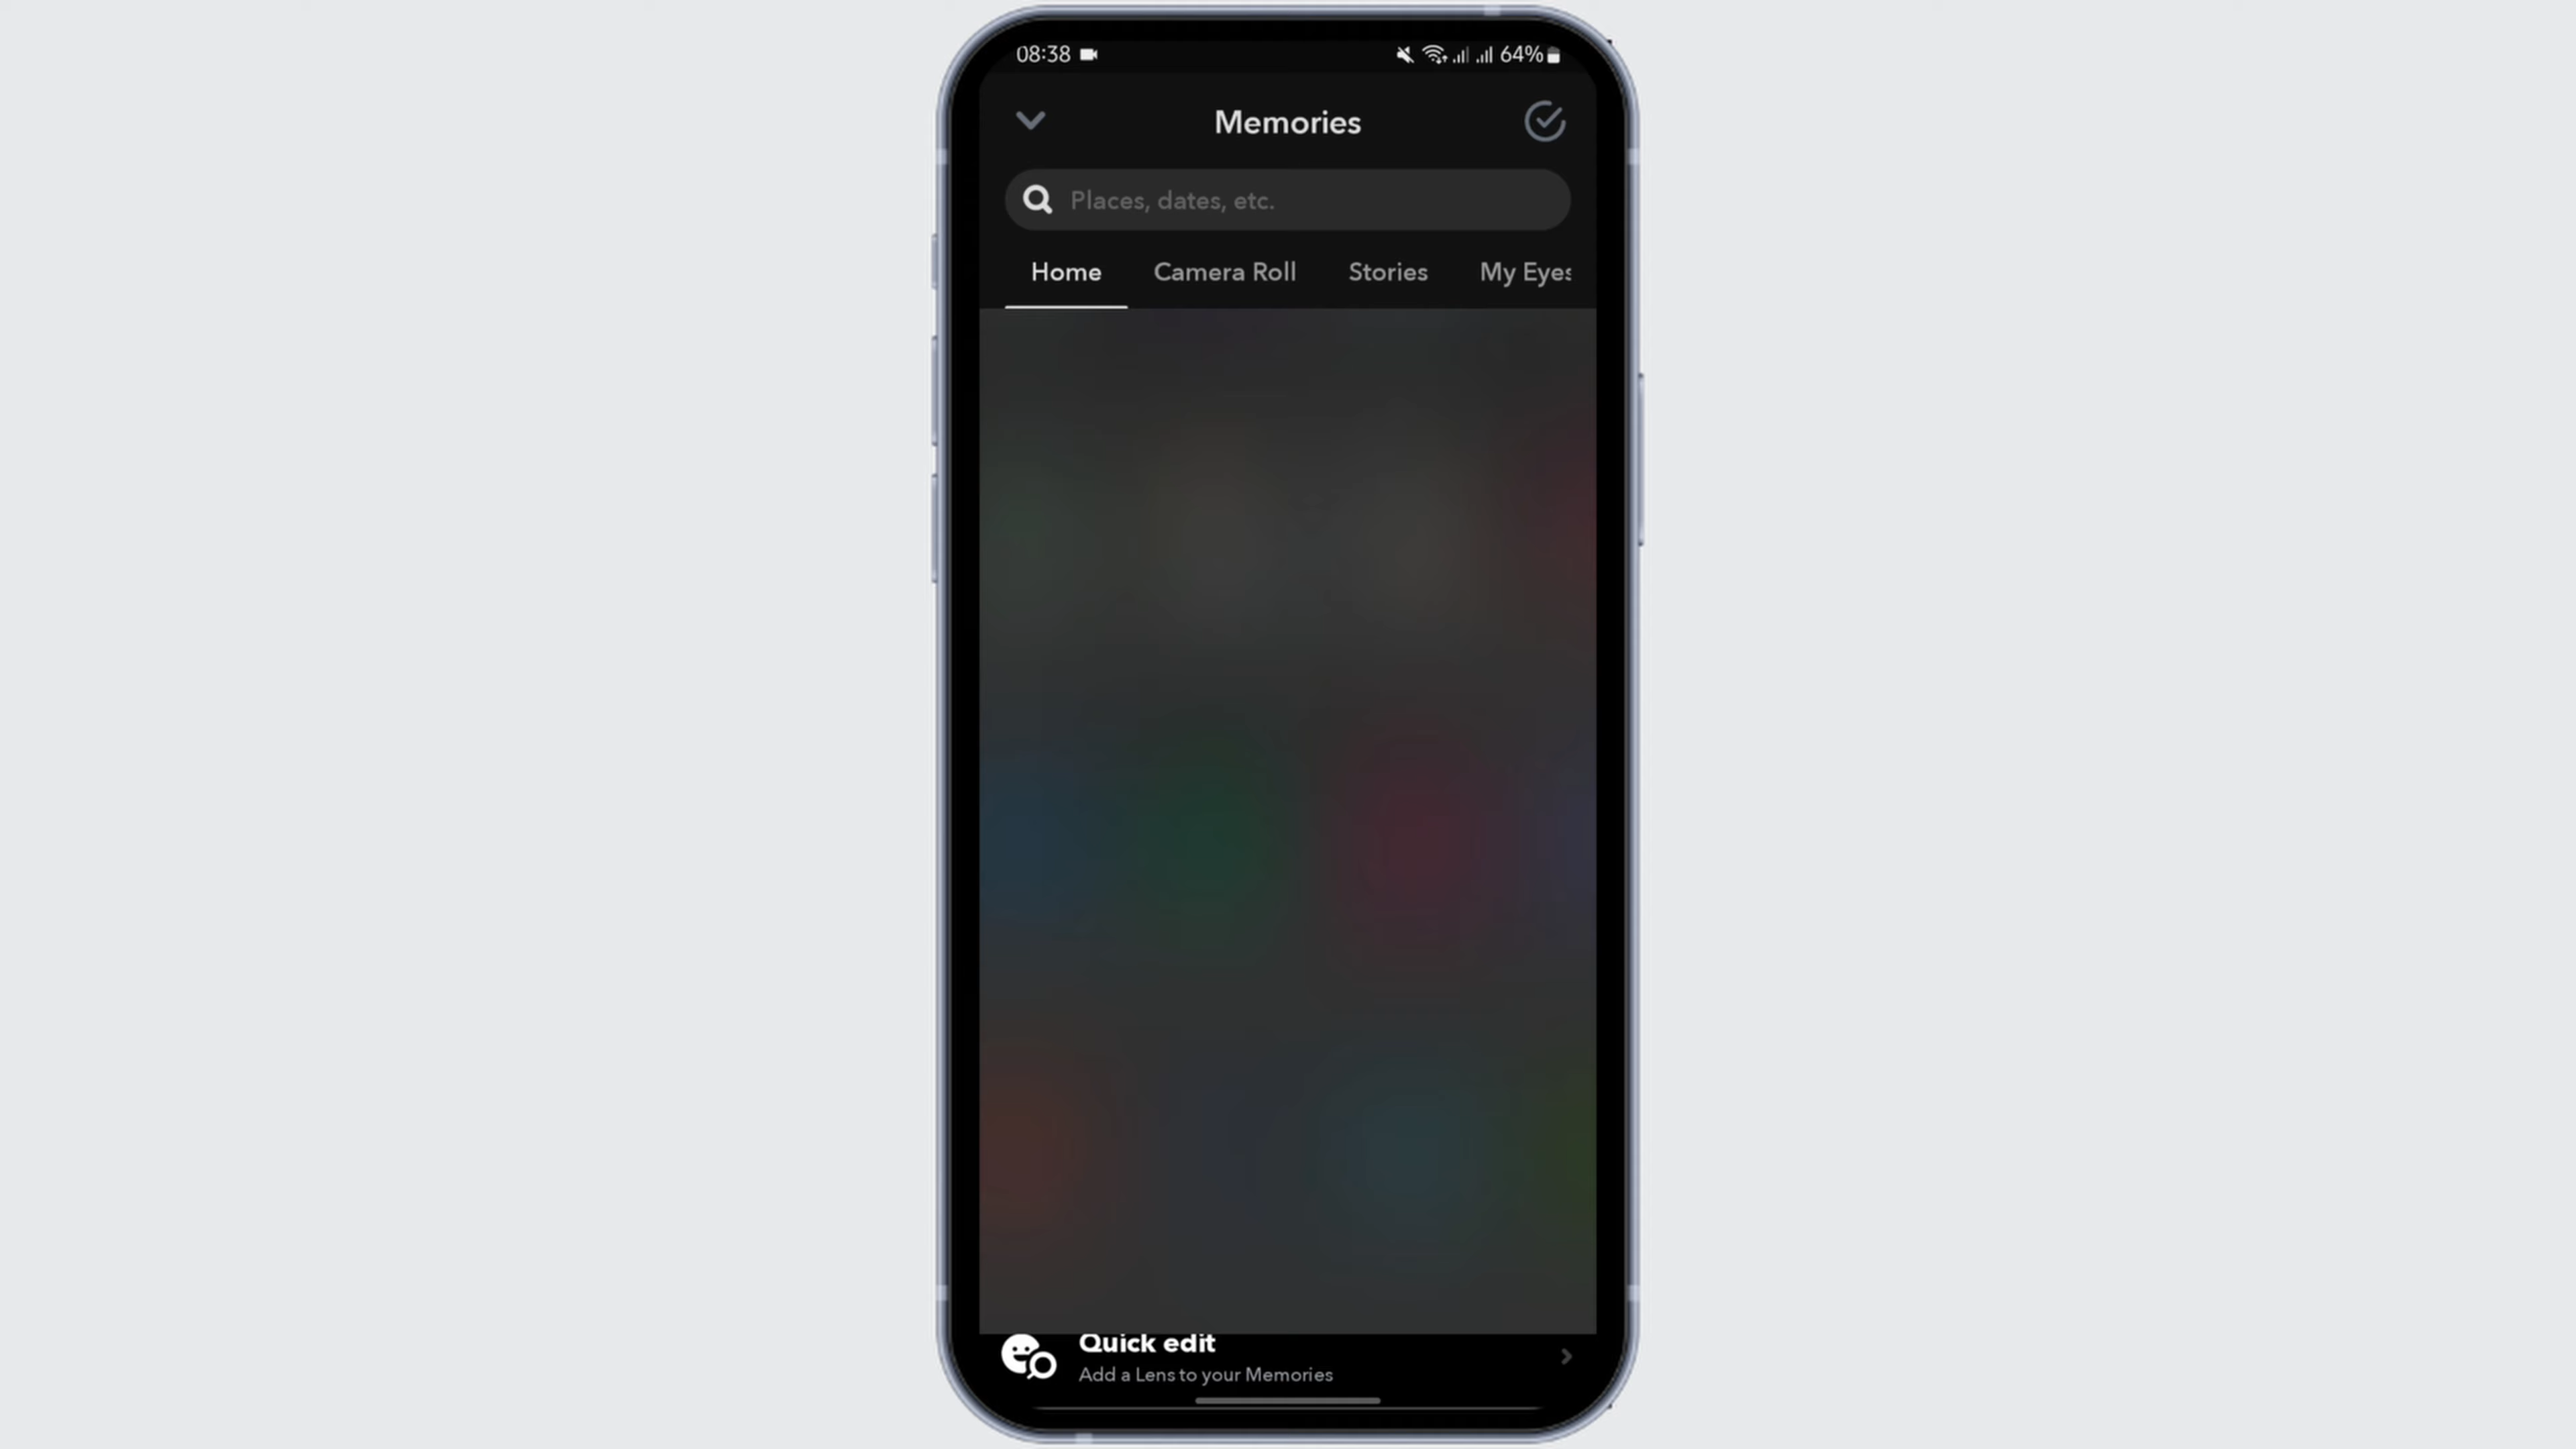 08:38
64%
Memories
Places, dates, etc.
Home Camera Roll Stories My Eyes
Quick edit
Add a Lens to your Memories